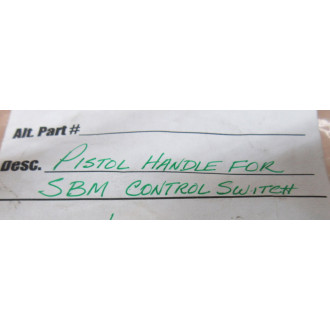 Alt. Part #
Desc. PISTOL HANDLE FOR
SBM CONTROL SWITCH